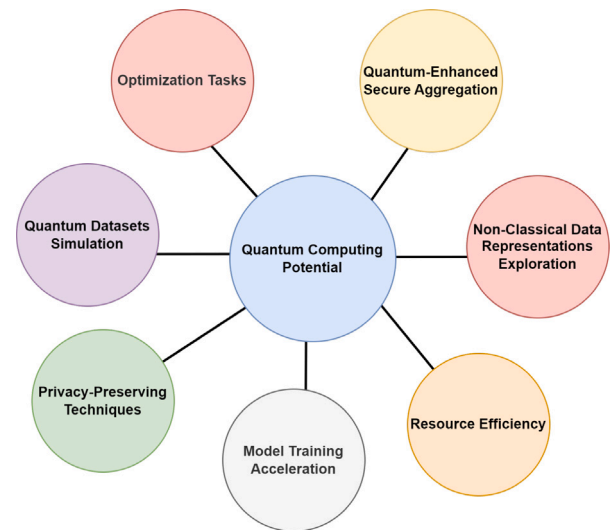 Optimization Tasks
Quantum-Enhanced
Secure Aggregation
Quantum Datasets
Simulation
Quantum Computing
Potential
Non-Classical Data
Representations
Exploration
Privacy-Preserving
Techniques
Model Training
Acceleration
Resource Efficiency